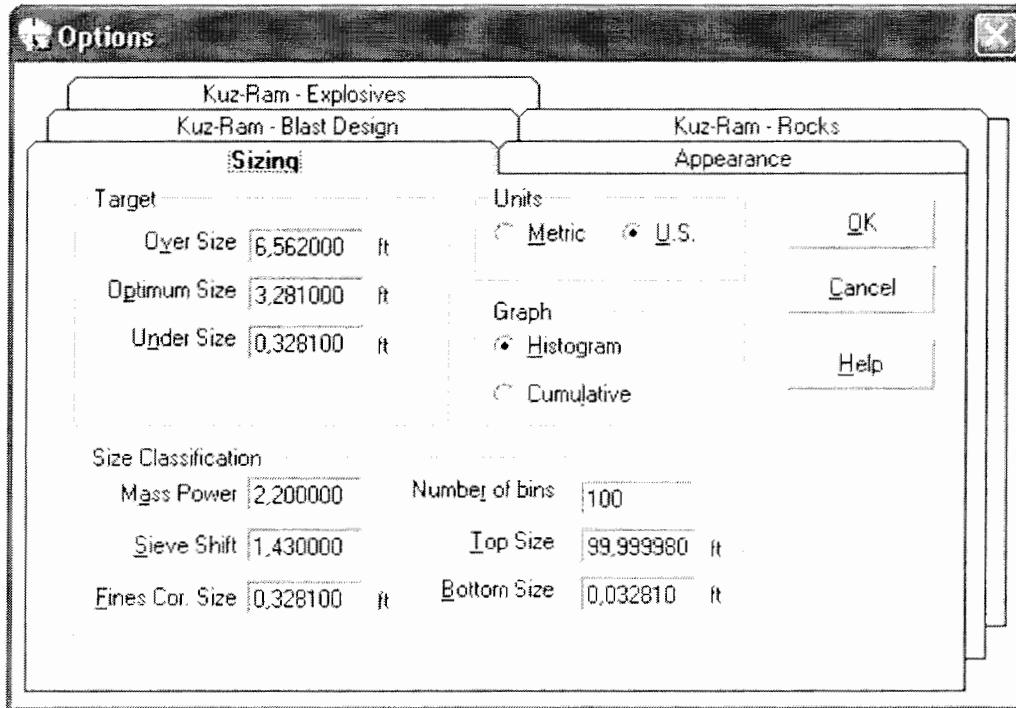 Options
Kuz-Ram - Explosives
Kuz-Ram - Blast Design Kuz-Ram - Rocks
Sizing Appearance
Target
Over Size 6,562000 ft
Optimum Size 3,281000 ft
Under Size 0,328100 ft
Units
Metric U.S.
Graph
Histogram
Cumulative
OK
Cancel
Help
Size Classification
Mass Power 2,200000
Sieve Shift 1,430000
Fines Cor. Size 0,328100 ft
Number of bins 100
Top Size 99,999980 ft
Bottom Size 0,032810 ft